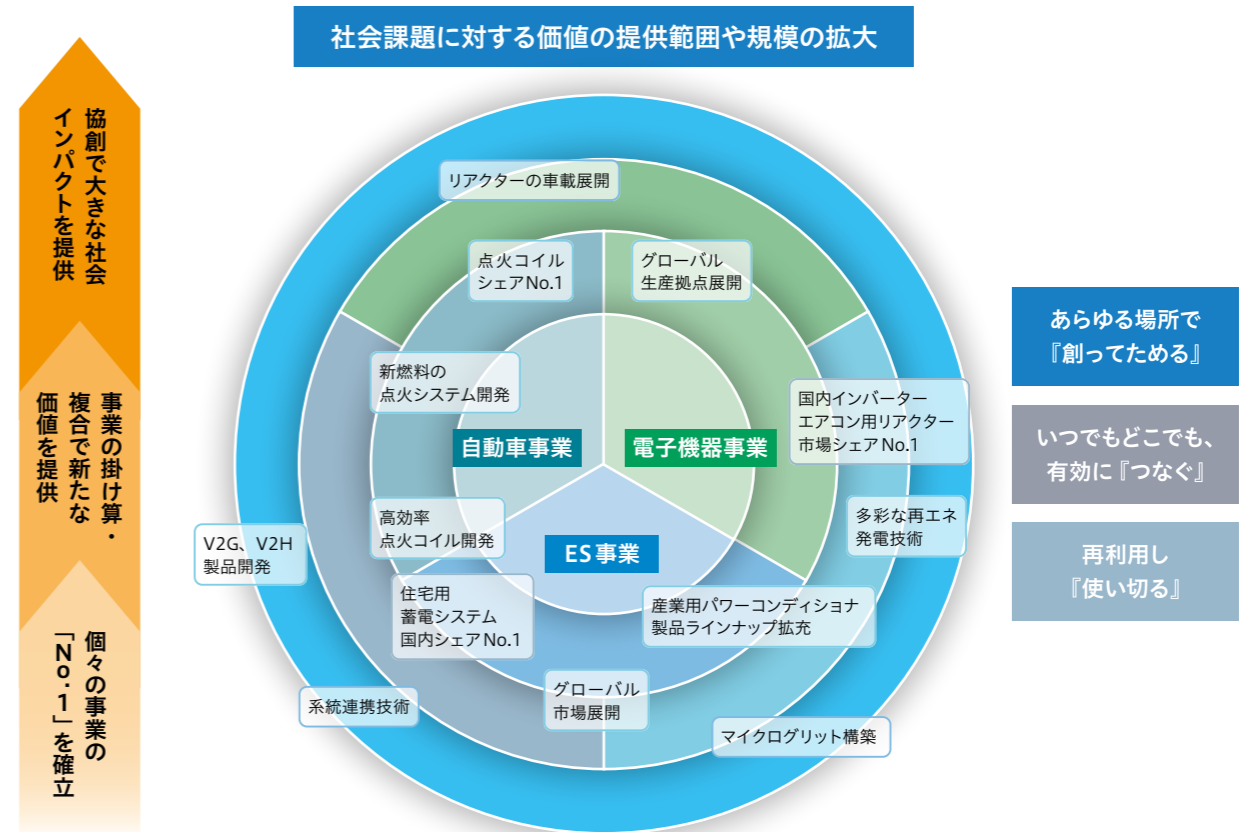 社会課題に対する価値の提供範囲や規模の拡大
協創で大きな社会
インパクトを提供
事業の掛け算・
複合で新たな
価値を提供
個々の事業の
「No.1」を確立
リアクターの車載展開
点火コイル
シェアNo.1
グローバル
生産拠点展開
新燃料の
点火システム開発
国内インバーター
エアコン用リアクター
市場シェアNo.1
自動車事業
電子機器事業
高効率
点火コイル開発
多彩な再エネ
発電技術
V2G、V2H
製品開発
ES事業
住宅用
蓄電システム
国内シェアNo.1
産業用パワーコンディショナ
製品ラインナップ拡充
系統連携技術
グローバル
市場展開
マイクログリット構築
あらゆる場所で
『創ってためる』
いつでもどこでも、
有効に『つなぐ』
再利用し
『使い切る』